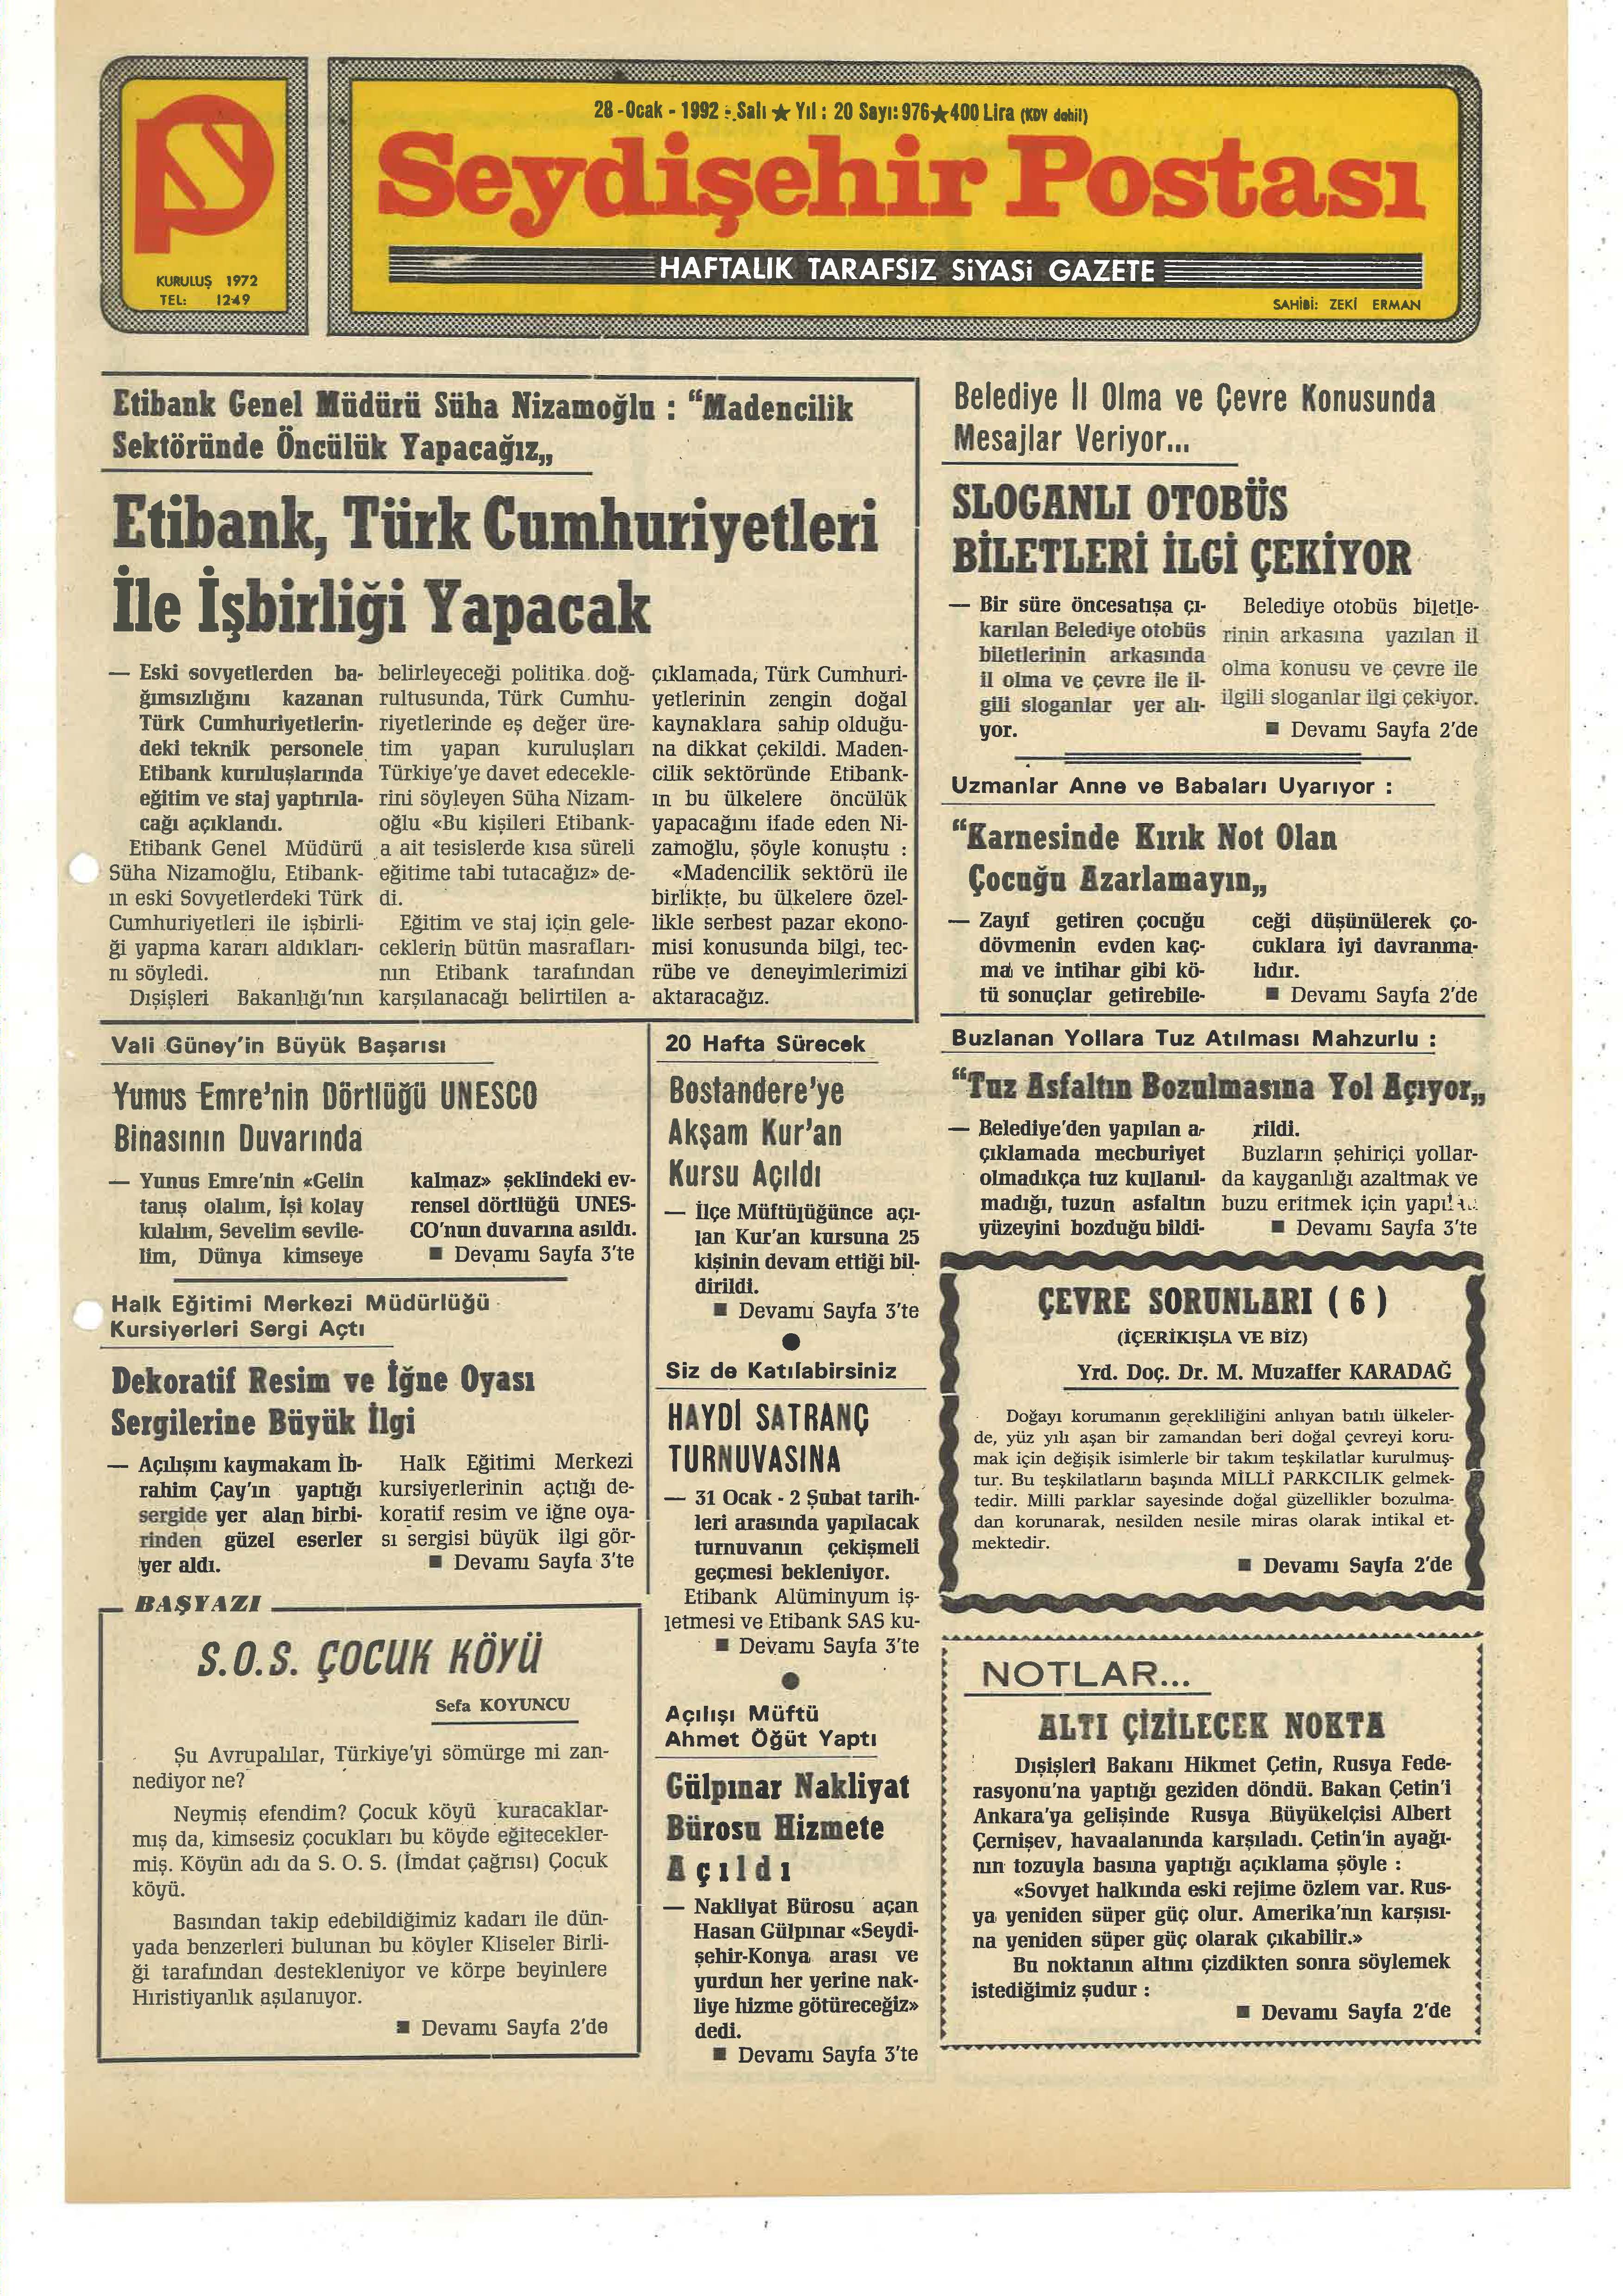 28 -Ocak - 1992 - Salı ★ Yıl : 20 Sayı: 976★400 Lira (KDV dahil)
Seydişehir Postası
HAFTALIK TARAFSIZ SiYASi GAZETE
SAHİBİ: ZEKİ ERMAN
KURULUŞ 1972
TEL: 1249
Etibank Genel Müdürü Süha Nizamoğlu : “Madencilik
Sektöründe Öncülük Yapacağız„
Etibank, Türk Cumhuriyetleri
İle İşbirliği Yapacak
— Eski sovyetlerden ba-
ğımsızlığını kazanan
Türk Cumhuriyetlerin-
deki teknik personele
Etibank kuruluşlarında
eğitim ve staj yaptırıla-
cağı açıklandı.
Etibank Genel Müdürü
Süha Nizamoğlu, Etibank-
ın eski Sovyetlerdeki Türk
Cumhuriyetleri ile işbirli-
ği yapma kararı aldıkları-
nı söyledi.
Dışişleri Bakanlığı’nın
belirleyeceği politika doğ-
rultusunda, Türk Cumhu-
riyetlerinde eş değer üre-
tim yapan kuruluşları
Türkiye’ye davet edecekle-
rini söyleyen Süha Nizam-
oğlu «Bu kişileri Etibank-
a ait tesislerde kısa süreli
eğitime tabi tutacağız» de-
di.
Eğitim ve staj için gele-
ceklerin bütün masrafları-
nın Etibank tarafından
karşılanacağı belirtilen a-
çıklamada, Türk Cumhuri-
yetlerinin zengin doğal
kaynaklara sahip olduğu-
na dikkat çekildi. Maden-
cilik sektöründe Etibank-
ın bu ülkelere öncülük
yapacağını ifade eden Ni-
zamoğlu, şöyle konuştu :
«Madencilik sektörü ile
birlikte, bu ülkelere özel-
likle serbest pazar ekono-
misi konusunda bilgi, tec-
rübe ve deneyimlerimizi
aktaracağız.
Belediye İl Olma ve Çevre Konusunda
Mesajlar Veriyor...
SLOGANLI OTOBÜS
BİLETLERİ İLGİ ÇEKİYOR
— Bir süre öncesatışa çı-
karılan Belediye otobüs
biletlerinin arkasında
il olma ve çevre ile il-
gili sloganlar yer alı-
yor.
Belediye otobüs biletle-
rinin arkasına yazılan il
olma konusu ve çevre ile
ilgili sloganlar ilgi çekiyor.
■ Devamı Sayfa 2’de
Uzmanlar Anne ve Babaları Uyarıyor :
“Karnesinde Kırık Not Olan
Çocuğu Azarlamayın„
— Zayıf getiren çocuğu
dövmenin evden kaç-
ma ve intihar gibi kö-
tü sonuçlar getirebile-
ceği düşünülerek ço-
cuklara iyi davranma-
lıdır.
■ Devamı Sayfa 2’de
Buzlanan Yollara Tuz Atılması Mahzurlu :
“Tuz Asfaltın Bozulmasına Yol Açıyor„
— Belediye’den yapılan a-
çıklamada mecburiyet
olmadıkça tuz kullanıl-
madığı, tuzun asfaltın
yüzeyini bozduğu bildi-
rildi.
Buzların şehiriçi yollar-
da kayganlığı azaltmak ve
buzu eritmek için
■ Devamı Sayfa 3’te
Vali Güney’in Büyük Başarısı
Yunus Emre’nin Dörtlüğü UNESCO
Binasının Duvarında
— Yunus Emre’nin «Gelin
tanış olalım, İşi kolay
kılalım, Sevelim sevile-
lim, Dünya kimseye
kalmaz» şeklindeki ev-
rensel dörtlüğü UNES-
CO’nun duvarına asıldı.
■ Devamı Sayfa 3’te
Halk Eğitimi Merkezi Müdürlüğü
Kursiyerleri Sergi Açtı
Dekoratif Resim ve İğne Oyası
Sergilerine Büyük İlgi
— Açılışını kaymakam İb-
rahim Çay’ın yaptığı
sergide yer alan birbi-
rinden güzel eserler
yer aldı.
Halk Eğitimi Merkezi
kursiyerlerinin açtığı de-
koratif resim ve iğne oya-
sı sergisi büyük ilgi gör-
■ Devamı Sayfa 3’te
BAŞYAZI
S.O.S. ÇOCUK KÖYÜ
Sefa KOYUNCU
Şu Avrupalılar, Türkiye’yi sömürge mi zan-
nediyor ne?
Neymiş efendim? Çocuk köyü kuracaklar-
mış da, kimsesiz çocukları bu köyde eğitecekler-
miş. Köyün adı da S. O. S. (İmdat çağrısı) Çocuk
köyü.
Basından takip edebildiğimiz kadarı ile dün-
yada benzerleri bulunan bu köyler Kliseler Birli-
ği tarafından destekleniyor ve körpe beyinlere
Hıristiyanlık aşılanıyor.
■ Devamı Sayfa 2’de
20 Hafta Sürecek
Bostandere’ye
Akşam Kur’an
Kursu Açıldı
— İlçe Müftülüğünce açı-
lan Kur’an kursuna 25
kişinin devam ettiği bil-
dirildi.
■ Devamı Sayfa 3’te
Siz de Katılabirsiniz
HAYDİ SATRANÇ
TURNUVASINA
— 31 Ocak - 2 Şubat tarih-
leri arasında yapılacak
turnuvanın çekişmeli
geçmesi bekleniyor.
Etibank Alüminyum iş-
letmesi ve Etibank SAS ku-
■ Devamı Sayfa 3’te
Açılışı Müftü
Ahmet Öğüt Yaptı
Gülpınar Nakliyat
Bürosu Hizmete
Açıldı
— Nakliyat Bürosu açan
Hasan Gülpınar «Seydi-
şehir-Konya arası ve
yurdun her yerine nak-
liye hizme götüreceğiz»
dedi.
■ Devamı Sayfa 3’te
ÇEVRE SORUNLARI ( 6 )
(İÇERİKIŞLA VE BİZ)
Yrd. Doç. Dr. M. Muzaffer KARADAĞ
Doğayı korumanın gerekliliğini anlıyan batılı ülkeler-
de, yüz yılı aşan bir zamandan beri doğal çevreyi koru-
mak için değişik isimlerle bir takım teşkilatlar kurulmuş-
tur. Bu teşkilatların başında MİLLİ PARKCILIK gelmek-
tedir. Milli parklar sayesinde doğal güzellikler bozulma-
dan korunarak, nesilden nesile miras olarak intikal et-
mektedir.
■ Devamı Sayfa 2’de
NOTLAR...
ALTI ÇİZİLECEK NOKTA
Dışişleri Bakanı Hikmet Çetin, Rusya Fede-
rasyonu’na yaptığı geziden döndü. Bakan Çetin’i
Ankara’ya gelişinde Rusya Büyükelçisi Albert
Çernişev, havaalanında karşıladı. Çetin’in ayağı-
nın tozuyla basına yaptığı açıklama şöyle :
«Sovyet halkında eski rejime özlem var. Rus-
ya yeniden süper güç olur. Amerika’nın karşısı-
na yeniden süper güç olarak çıkabilir.»
Bu noktanın altını çizdikten sonra söylemek
istediğimiz şudur :
■ Devamı Sayfa 2’de